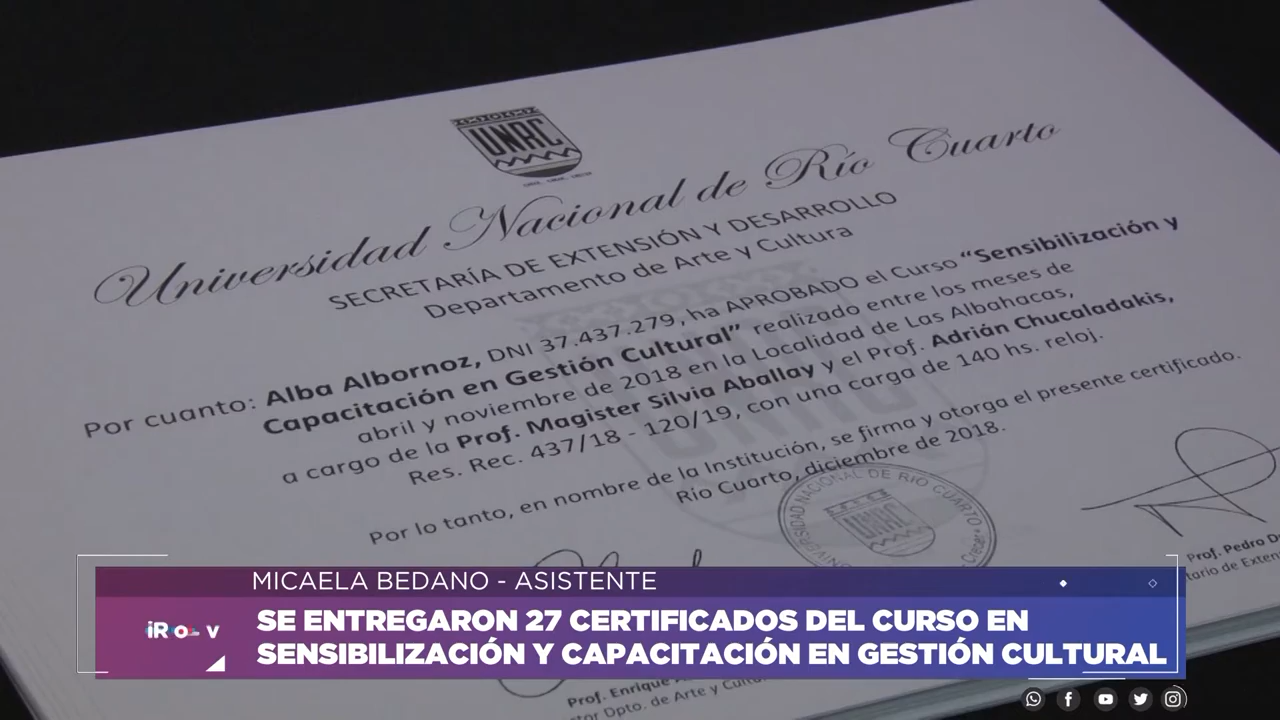 UNRC
Universidad Nacional de Río Cuarto
SECRETARÍA DE EXTENSIÓN Y DESARROLLO
Departamento de Arte y Cultura
Por cuanto: Alba Albornoz, DNI 37.437.279, ha APROBADO el Curso “Sensibilización y
Capacitación en Gestión Cultural” realizado entre los meses de
abril y noviembre de 2018 en la Localidad de Las Albahacas,
a cargo de la Prof. Magister Silvia Aballay y el Prof. Adrián Chucaladakis,
Res. Rec. 437/18 - 120/19, con una carga de 140 hs. reloj.
Por lo tanto, en nombre de la Institución, se firma y otorga el presente certificado.
Río Cuarto, diciembre de 2018.
UNIVERSIDAD NACIONAL DE RÍO CUARTO
UNRC
Prof. Pedro
MICAELA BEDANO - ASISTENTE
SE ENTREGARON 27 CERTIFICADOS DEL CURSO EN
SENSIBILIZACIÓN Y CAPACITACIÓN EN GESTIÓN CULTURAL
Prof. Enrique
Dpto. de Arte y